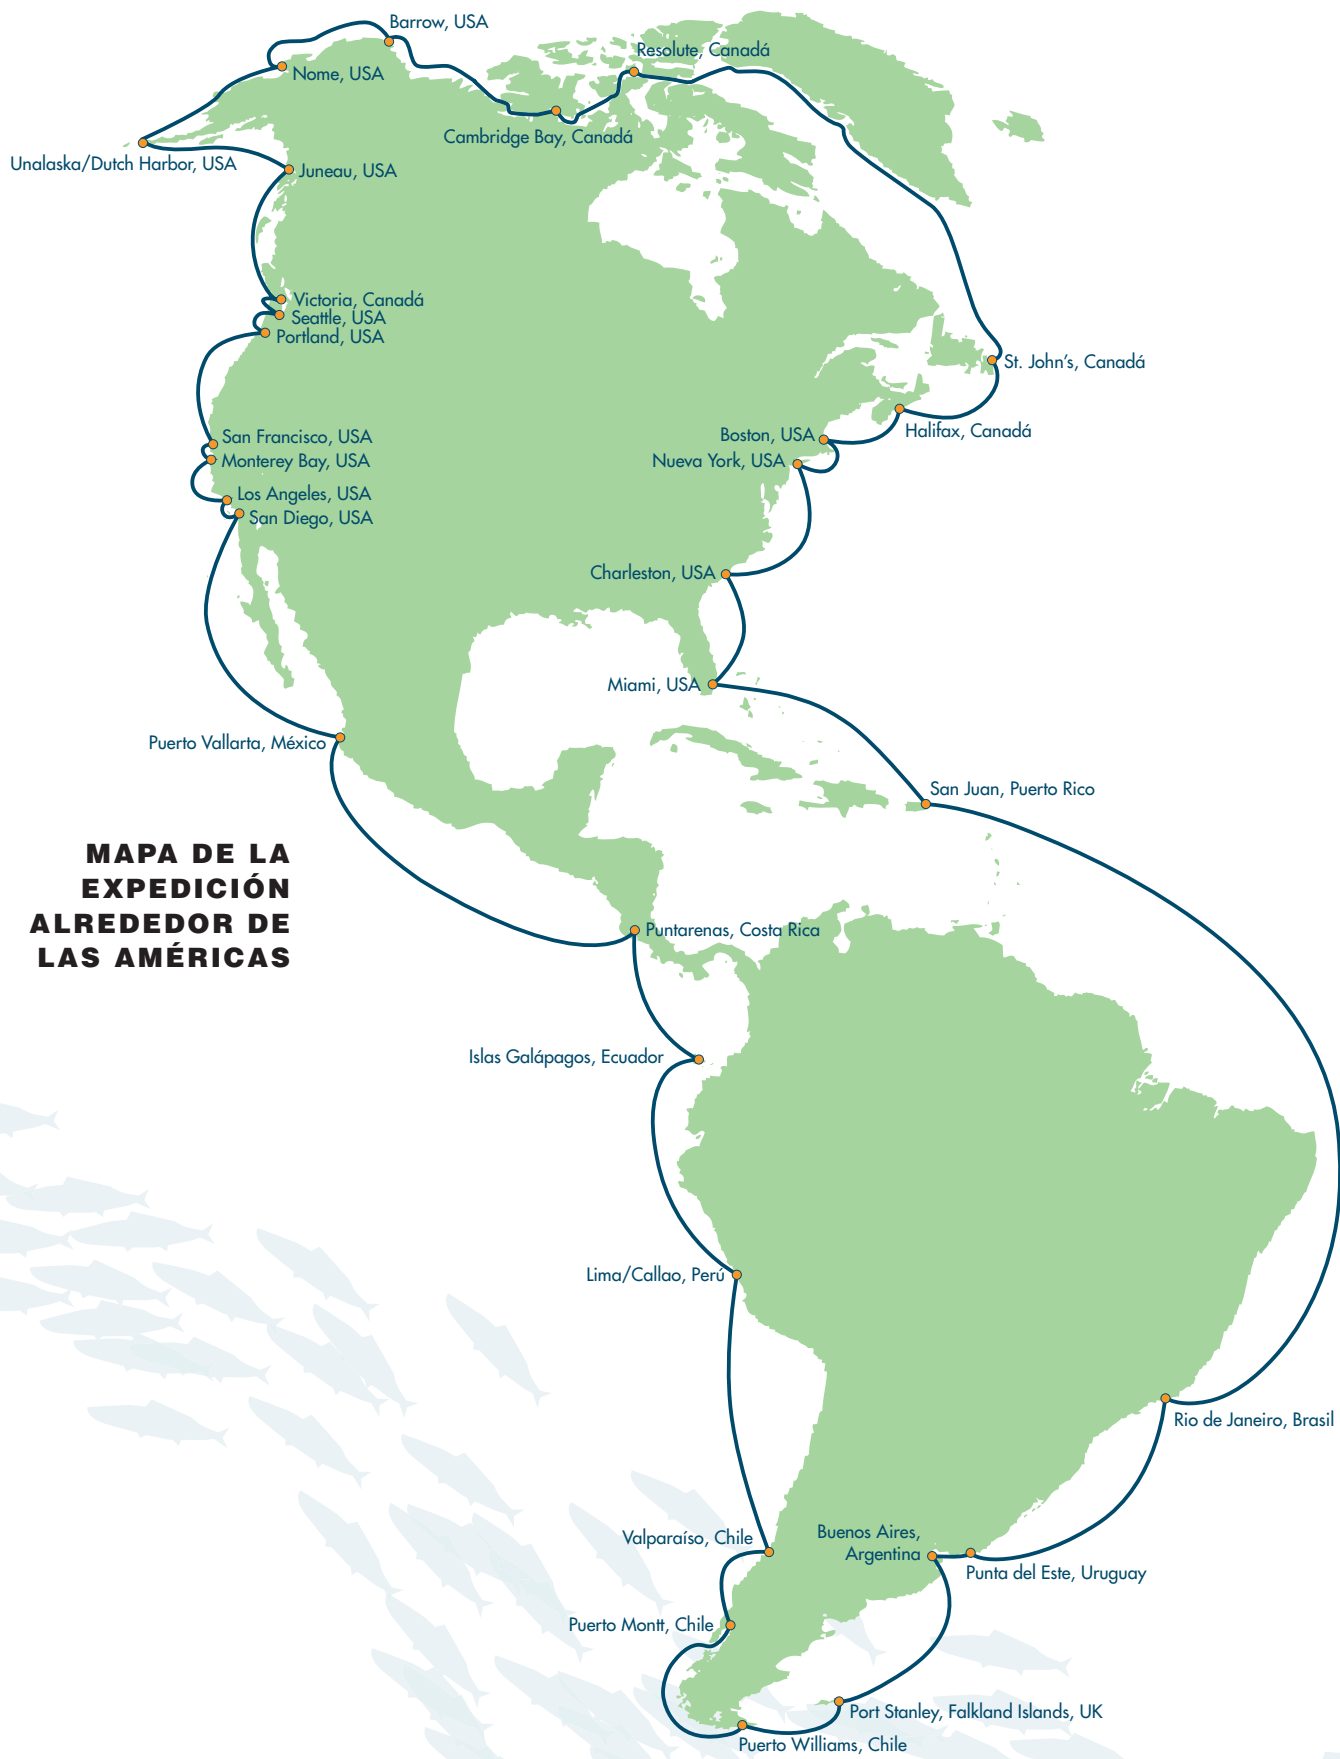 Barrow, USA
Resolute, Canadá
Nome, USA
Cambridge Bay, Canadá
Unalaska/Dutch Harbor, USA
Juneau, USA
Victoria, Canadá
Seattle, USA
Portland, USA
St. John's, Canadá
Halifax, Canadá
Boston, USA
San Francisco, USA
Nueva York, USA
Monterey Bay, USA
Los Angeles, USA
San Diego, USA
Charleston, USA
Miami, USA
Puerto Vallarta, México
San Juan, Puerto Rico
MAPA DE LA
EXPEDICIÓN
ALREDEDOR DE
LAS AMÉRICAS
Puntarenas, Costa Rica
Islas Galápagos, Ecuador
Lima/Callao, Perú
Rio de Janeiro, Brasil
Valparaíso, Chile
Buenos Aires,
Argentina
Punta del Este, Uruguay
Puerto Montt, Chile
Port Stanley, Falkland Islands, UK
Puerto Williams, Chile